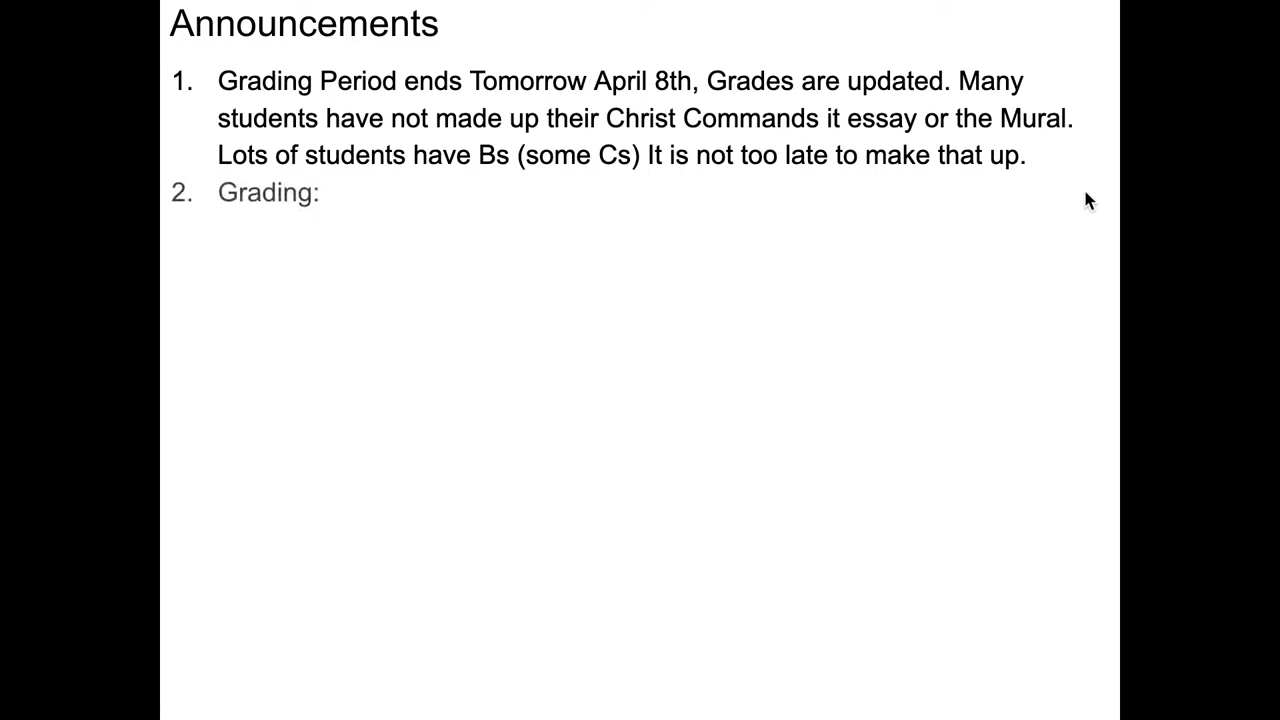 Announcements
1. Grading Period ends Tomorrow April 8th, Grades are updated. Many
students have not made up their Christ Commands it essay or the Mural.
Lots of students have Bs (some Cs) It is not too late to make that up.
2. Grading: